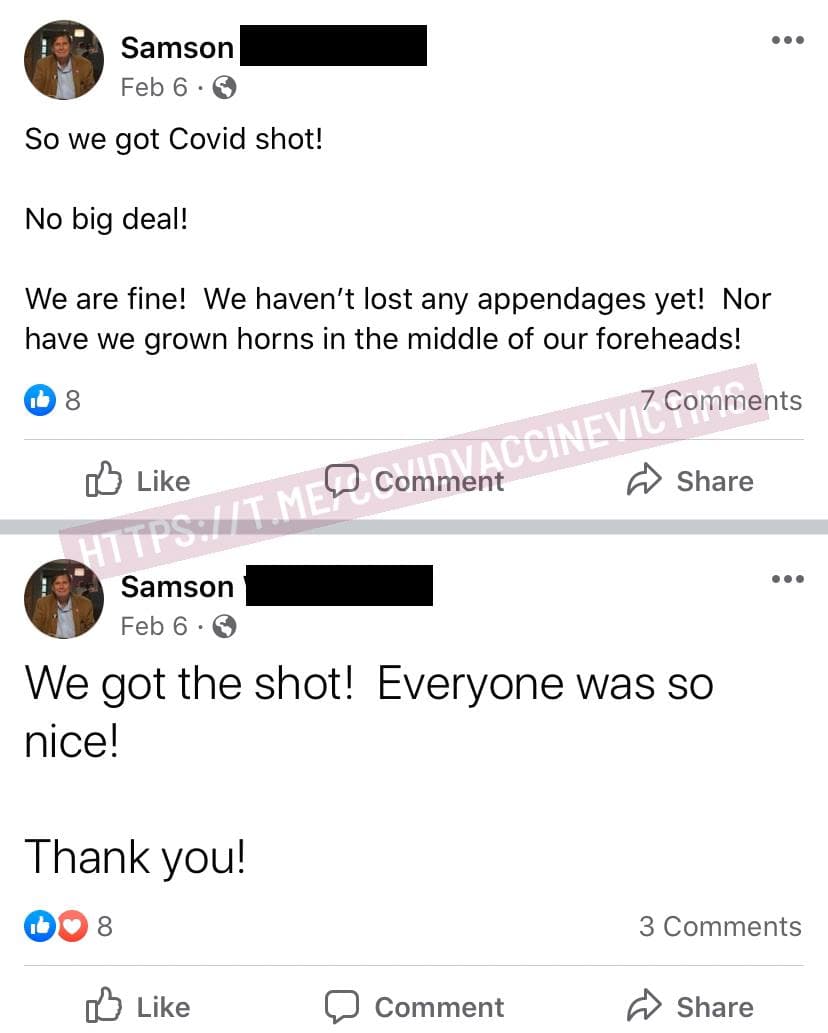 Samson
Feb 6 ·
So we got Covid shot!
No big deal!
We are fine!  We haven't lost any appendages yet!  Nor
have we grown horns in the middle of our foreheads!
8
7 Comments
Like
Comment
Share
HTTPS://T.ME/COVIDVACCINEVICTIMS
Samson
Feb 6 ·
We got the shot!  Everyone was so
nice!
Thank you!
8
3 Comments
Like
Comment
Share